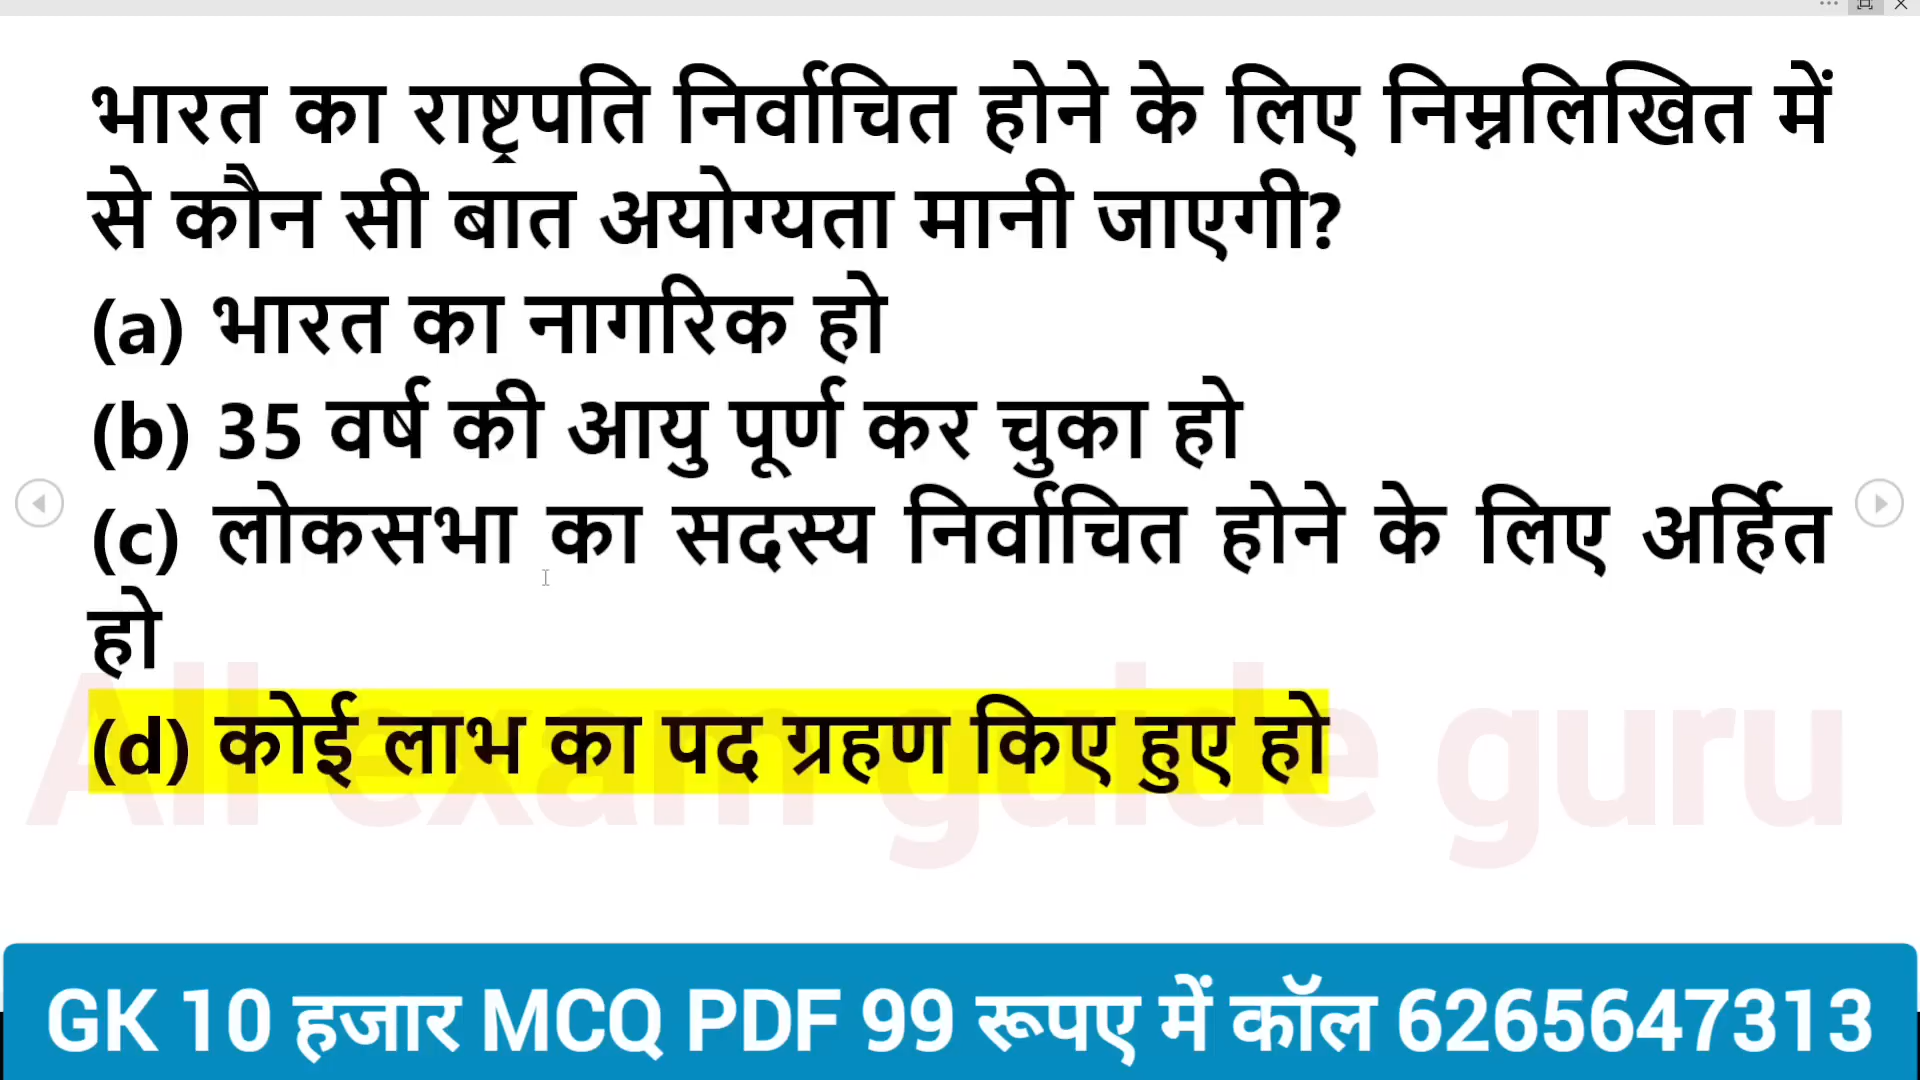 भारत का राष्ट्रपति निर्वाचित होने के लिए निम्नलिखित में
से कौन सी बात अयोग्यता मानी जाएगी?
(a) भारत का नागरिक हो
(b) 35 वर्ष की आयु पूर्ण कर चुका हो
(c) लोकसभा का सदस्य निर्वाचित होने के लिए अर्हित
हो
(d) कोई लाभ का पद ग्रहण किए हुए हो
All exam guide guru
GK 10 हजार MCQ PDF 99 रूपए में कॉल 6265647313